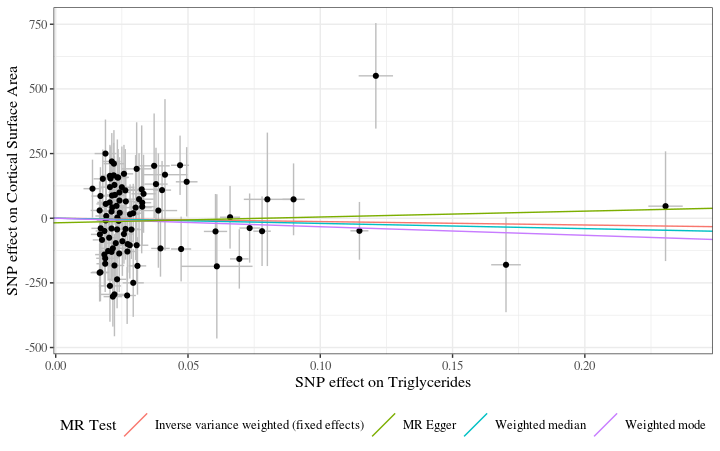 SNP effect on Cortical Surface Area
750
500
250
0
-250
-500
0.00 0.05 0.10 0.15 0.20
SNP effect on Triglycerides
MR Test Inverse variance weighted (fixed effects) MR Egger Weighted median Weighted mode